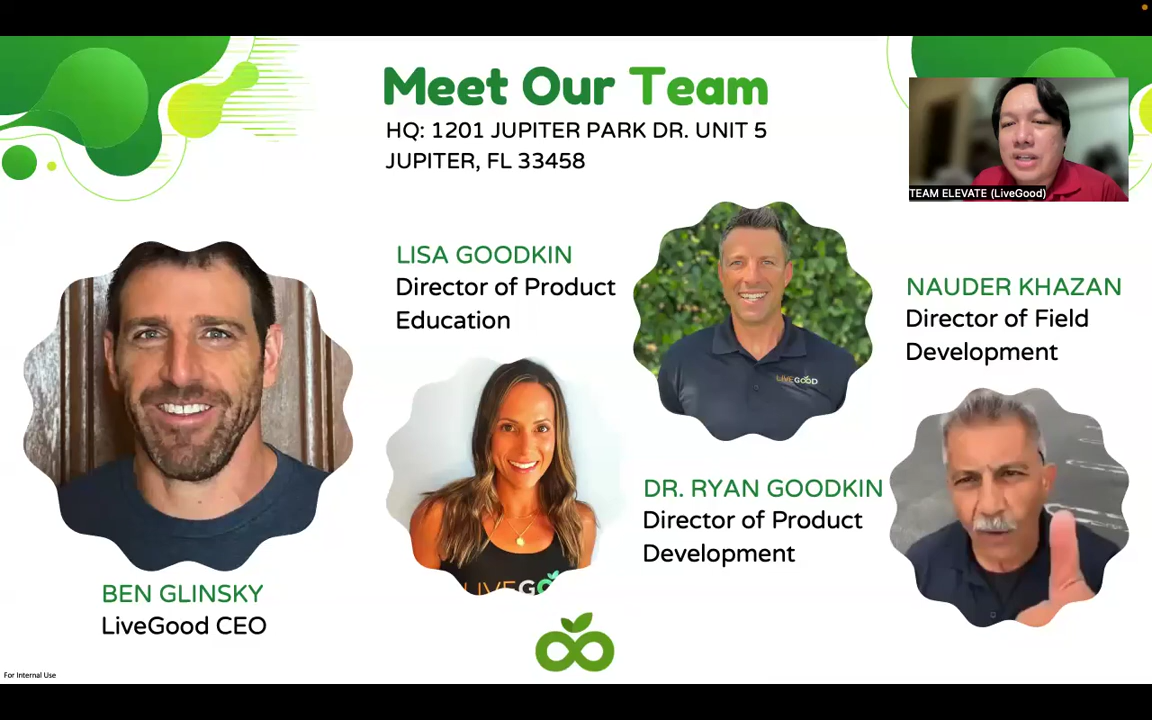 Meet Our Team
HQ: 1201 JUPITER PARK DR. UNIT 5
JUPITER, FL 33458
TEAM ELEVATE (LiveGood)
LISA GOODKIN
Director of Product
Education
LIVEGOOD
NAUDER KHAZAN
Director of Field
Development
DR. RYAN GOODKIN
Director of Product
Development
LIVEGOO
BEN GLINSKY
LiveGood CEO
For Internal Use